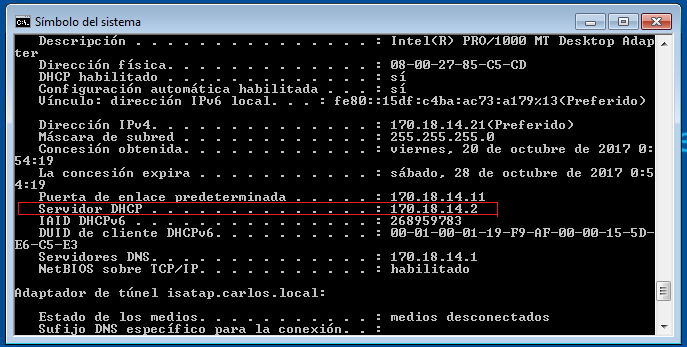 Símbolo del sistema
Descripción . . . . . . . . . . . . . . . : Intel(R) PRO/1000 MT Desktop Adap
ter
Dirección física. . . . . . . . . . . . . : 08-00-27-85-C5-CD
DHCP habilitado . . . . . . . . . . . . . : sí
Configuración automática habilitada . . . : sí
Vínculo: dirección IPv6 local. . . : fe80::15df:c4ba:ac73:a179%13(Preferido)
Dirección IPv4. . . . . . . . . . . . . . : 170.18.14.21(Preferido)
Máscara de subred . . . . . . . . . . . . : 255.255.255.0
Concesión obtenida. . . . . . . . . . . . : viernes, 20 de octubre de 2017 0:
54:19
La concesión expira . . . . . . . . . . . : sábado, 28 de octubre de 2017 0:5
4:19
Puerta de enlace predeterminada . . . . . : 170.18.14.11
Servidor DHCP . . . . . . . . . . . . . . : 170.18.14.2
IAID DHCPv6 . . . . . . . . . . . . . . . : 268959783
DUID de cliente DHCPv6. . . . . . . . . . : 00-01-00-01-19-F9-AF-00-00-15-5D-
E6-C5-E3
Servidores DNS. . . . . . . . . . . . . . : 170.18.14.1
NetBIOS sobre TCP/IP. . . . . . . . . . . : habilitado
Adaptador de túnel isatap.carlos.local:
Estado de los medios. . . . . . . . . . . : medios desconectados
Sufijo DNS específico para la conexión. . :